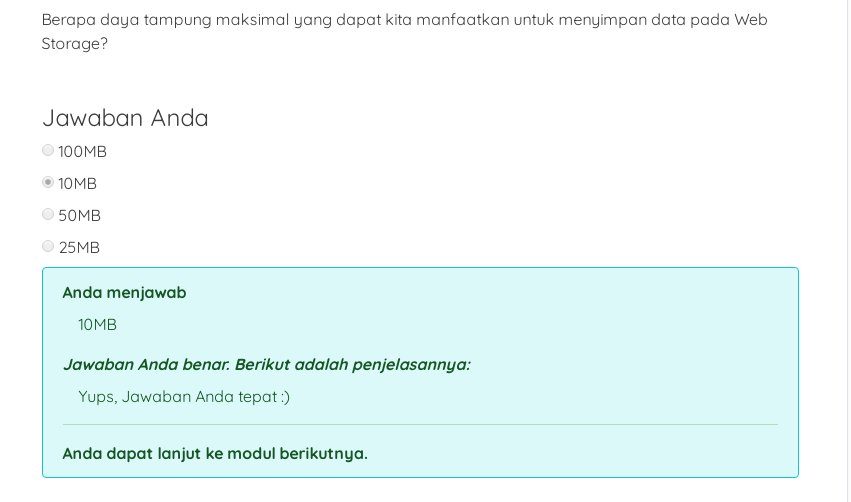 Berapa daya tampung maksimal yang dapat kita manfaatkan untuk menyimpan data pada Web
Storage?
Jawaban Anda
100MB
10MB
50MB
25MB
Anda menjawab
10MB
Jawaban Anda benar. Berikut adalah penjelasannya:
Yups, Jawaban Anda tepat :)
Anda dapat lanjut ke modul berikutnya.